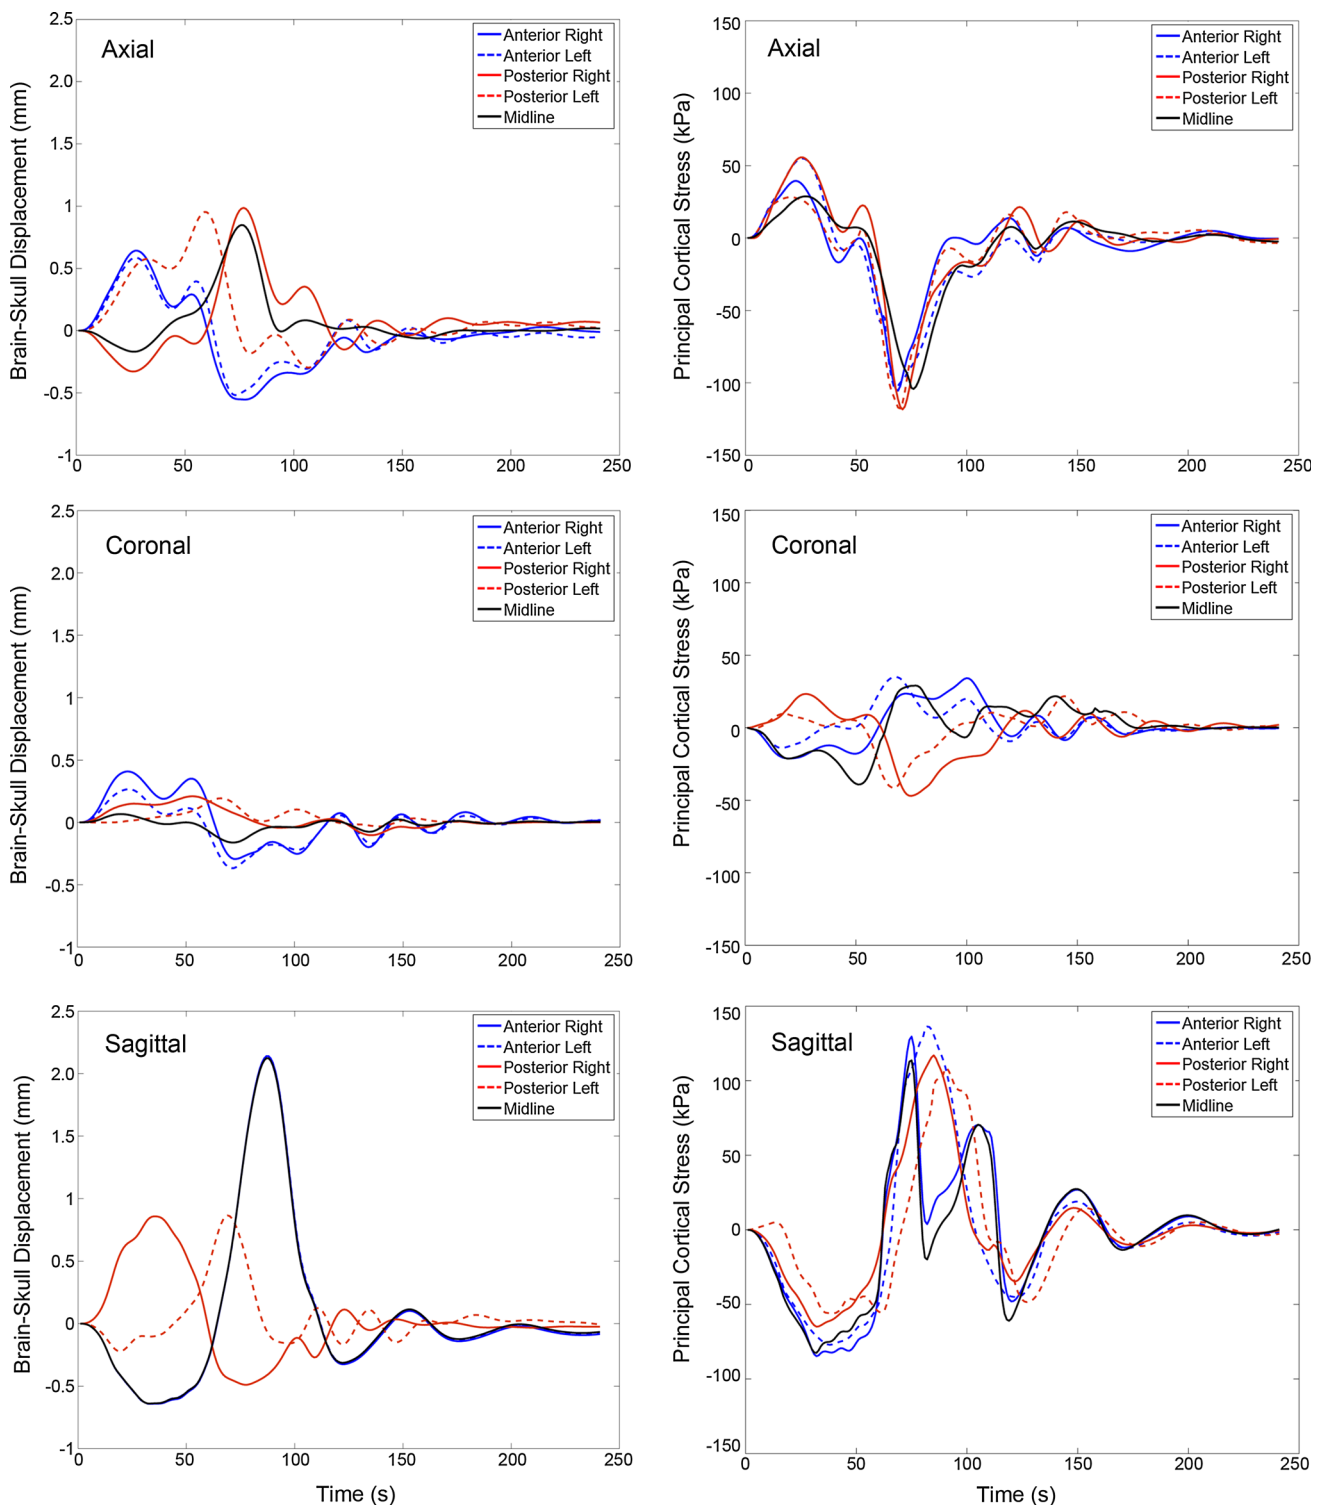 Axial
Anterior Right
Anterior Left
Posterior Right
Posterior Left
Midline
Brain-Skull Displacement (mm)
2.5
2.0
1.5
1
0.5
0
-0.5
-1
0 50 100 150 200 250
Axial
Anterior Right
Anterior Left
Posterior Right
Posterior Left
Midline
Principal Cortical Stress (kPa)
150
100
50
0
-50
-100
-150
0 50 100 150 200 250
Coronal
Anterior Right
Anterior Left
Posterior Right
Posterior Left
Midline
Brain-Skull Displacement (mm)
2.5
2.0
1.5
1
0.5
0
-0.5
-1
0 50 100 150 200 250
Coronal
Anterior Right
Anterior Left
Posterior Right
Posterior Left
Midline
Principal Cortical Stress (kPa)
150
100
50
0
-50
-100
-150
0 50 100 150 200 250
Sagittal
Anterior Right
Anterior Left
Posterior Right
Posterior Left
Midline
Brain-Skull Displacement (mm)
2.5
2.0
1.5
1
0.5
0
-0.5
-1
0 50 100 150 200 250
Time (s)
Sagittal
Anterior Right
Anterior Left
Posterior Right
Posterior Left
Midline
Principal Cortical Stress (kPa)
150
100
50
0
-50
-100
-150
0 50 100 150 200 250
Time (s)